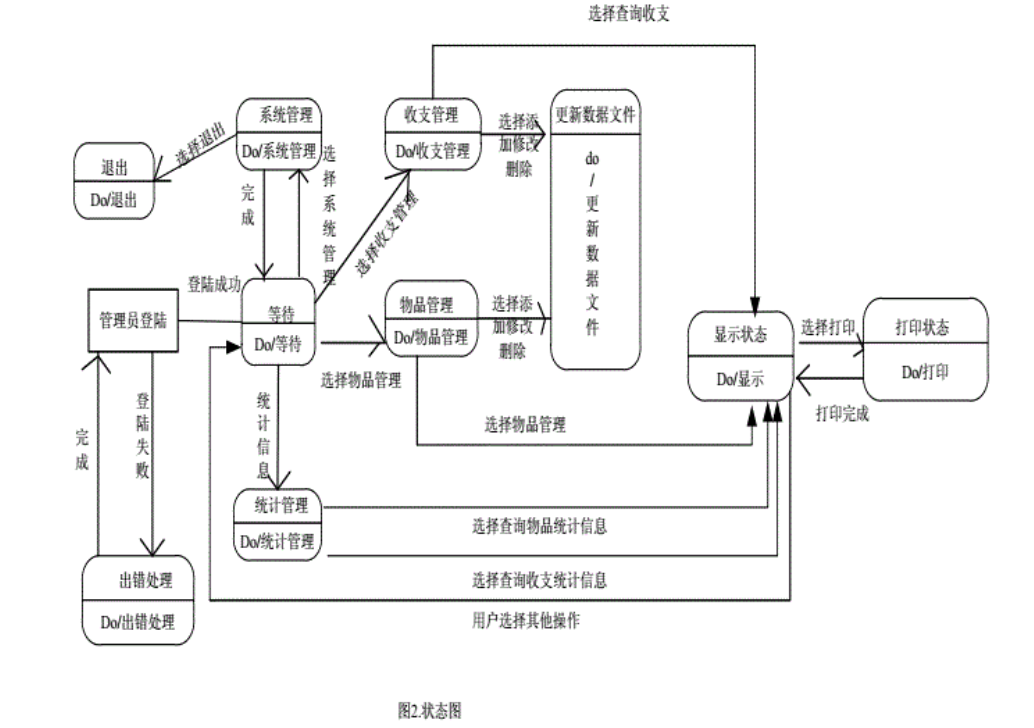 选择查询收支
系统管理
Do/系统管理
收支管理
Do/收支管理
选择添
加修改
删除
更新数据文件
do
/
更
新
数
据
文
件
选择退出
退出
Do/退出
完
成
选
择
系
统
管
理
选择收支管理
登陆成功
管理员登陆
等待
Do/等待
物品管理
Do/物品管理
选择添
加修改
删除
选择物品管理
显示状态
Do/显示
选择打印
打印状态
Do/打印
打印完成
完
成
登
陆
失
败
统
计
信
息
选择物品管理
统计管理
Do/统计管理
选择查询物品统计信息
选择查询收支统计信息
出错处理
Do/出错处理
用户选择其他操作
图2.状态图